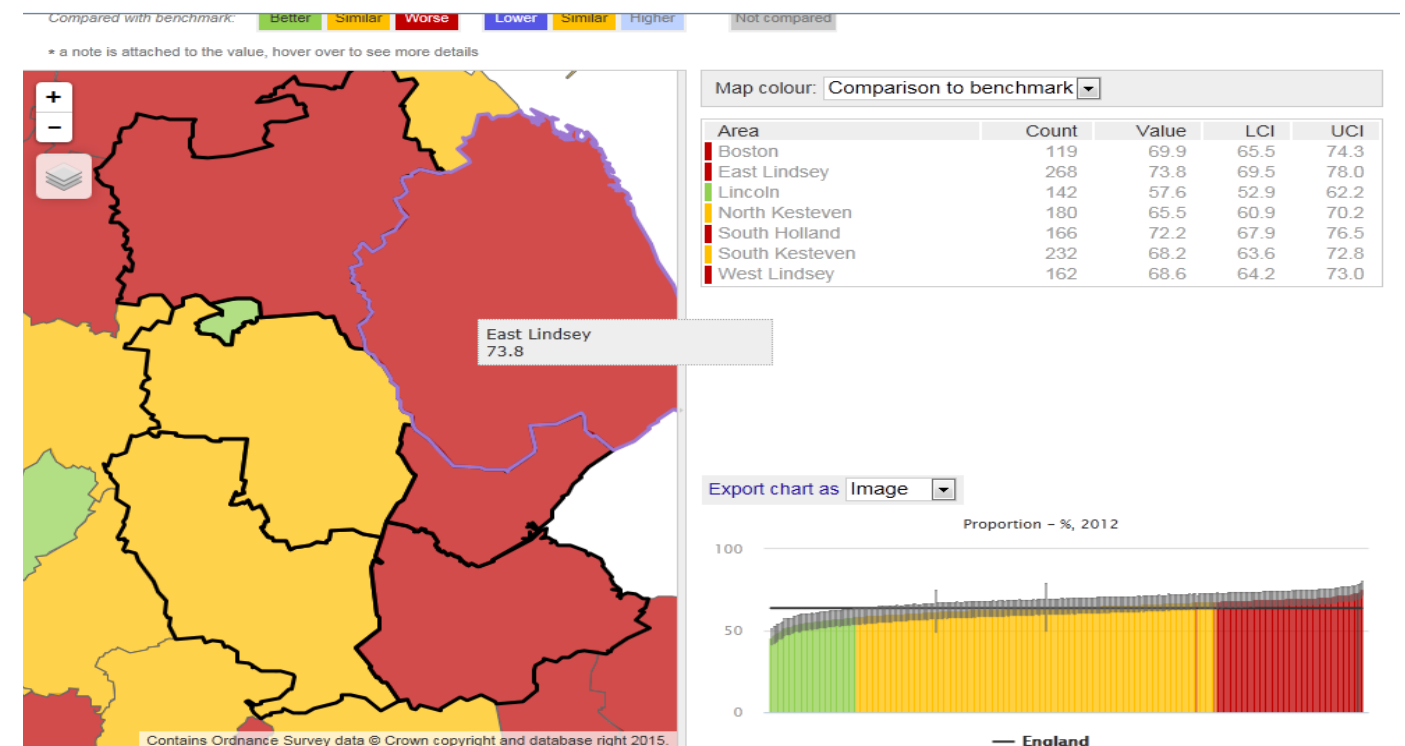 Compared with benchmark: Better Similar Worse Lower Similar Higher Not compared
* a note is attached to the value, hover over to see more details
+
−
East Lindsey
73.8
Contains Ordnance Survey data © Crown copyright and database right 2015.
Map colour: Comparison to benchmark
Area Count Value LCI UCI
Boston 119 69.9 65.5 74.3
East Lindsey 268 73.8 69.5 78.0
Lincoln 142 57.6 52.9 62.2
North Kesteven 180 65.5 60.9 70.2
South Holland 166 72.2 67.9 76.5
South Kesteven 232 68.2 63.6 72.8
West Lindsey 162 68.6 64.2 73.0
Export chart as Image
Proportion – %, 2012
100
50
0
England